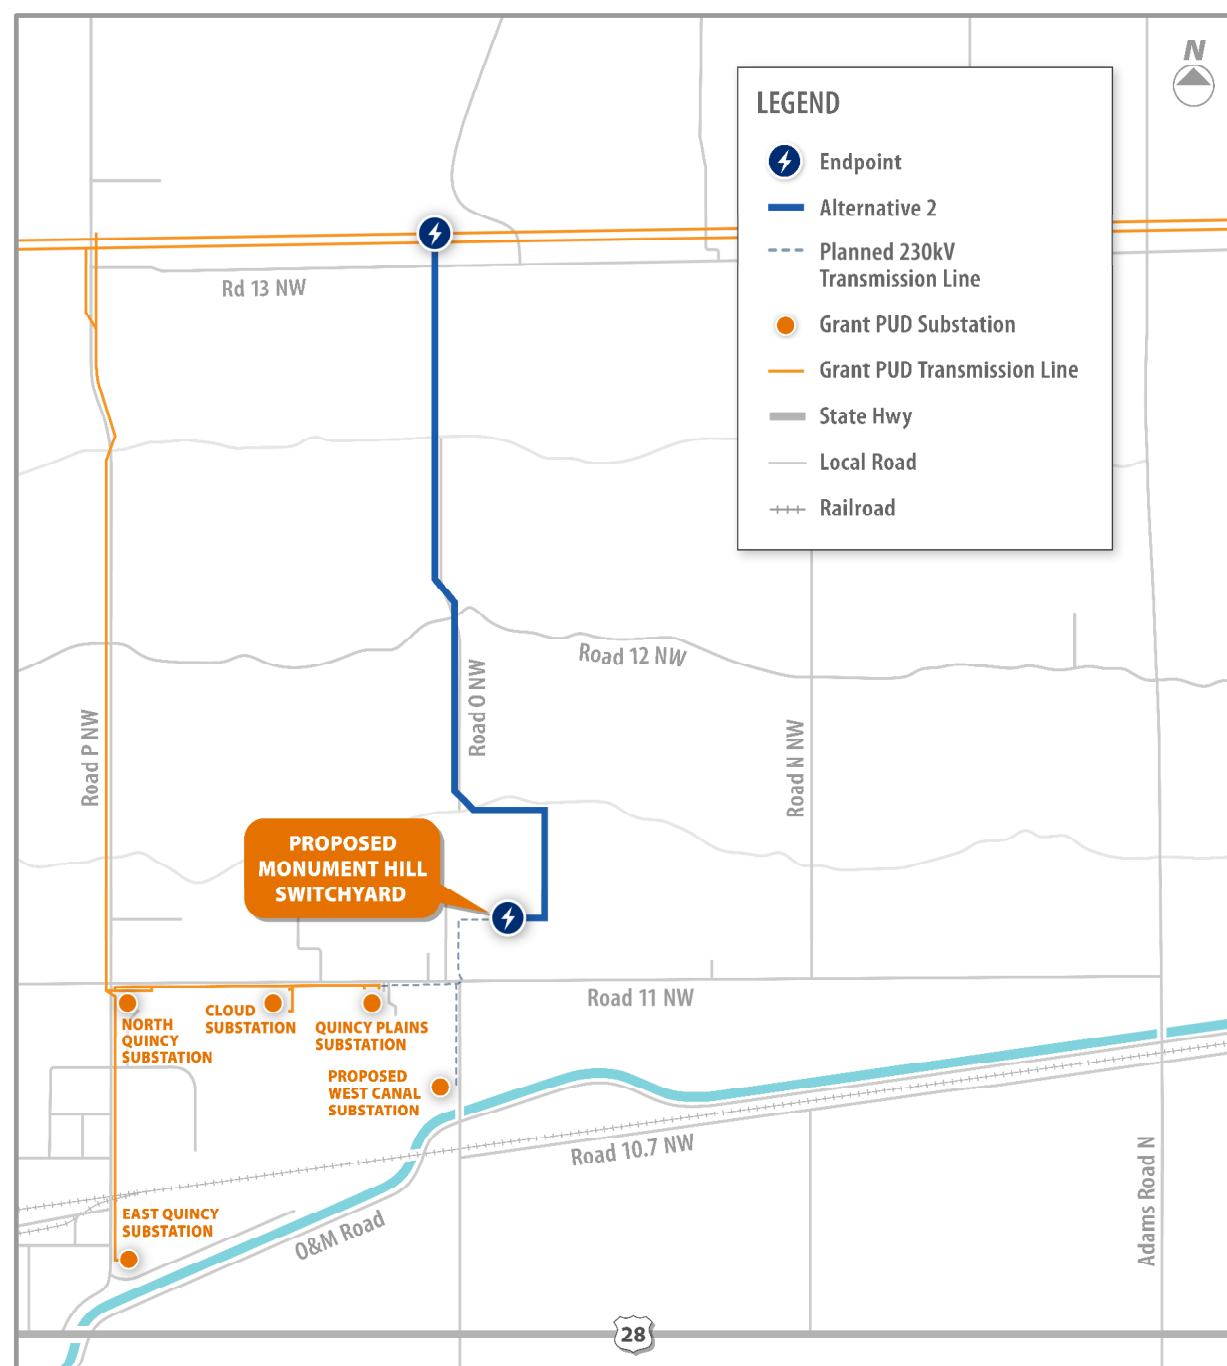 N
LEGEND
Endpoint
Alternative 2
Planned 230kV
Transmission Line
Grant PUD Substation
Grant PUD Transmission Line
State Hwy
Local Road
Railroad
Rd 13 NW
Road 12 NW
Road O NW
Road P NW
Road N NW
PROPOSED
MONUMENT HILL
SWITCHYARD
Road 11 NW
NORTH
QUINCY
SUBSTATION
CLOUD
SUBSTATION
QUINCY PLAINS
SUBSTATION
PROPOSED
WEST CANAL
SUBSTATION
Road 10.7 NW
Adams Road N
EAST QUINCY
SUBSTATION
O&M Road
28